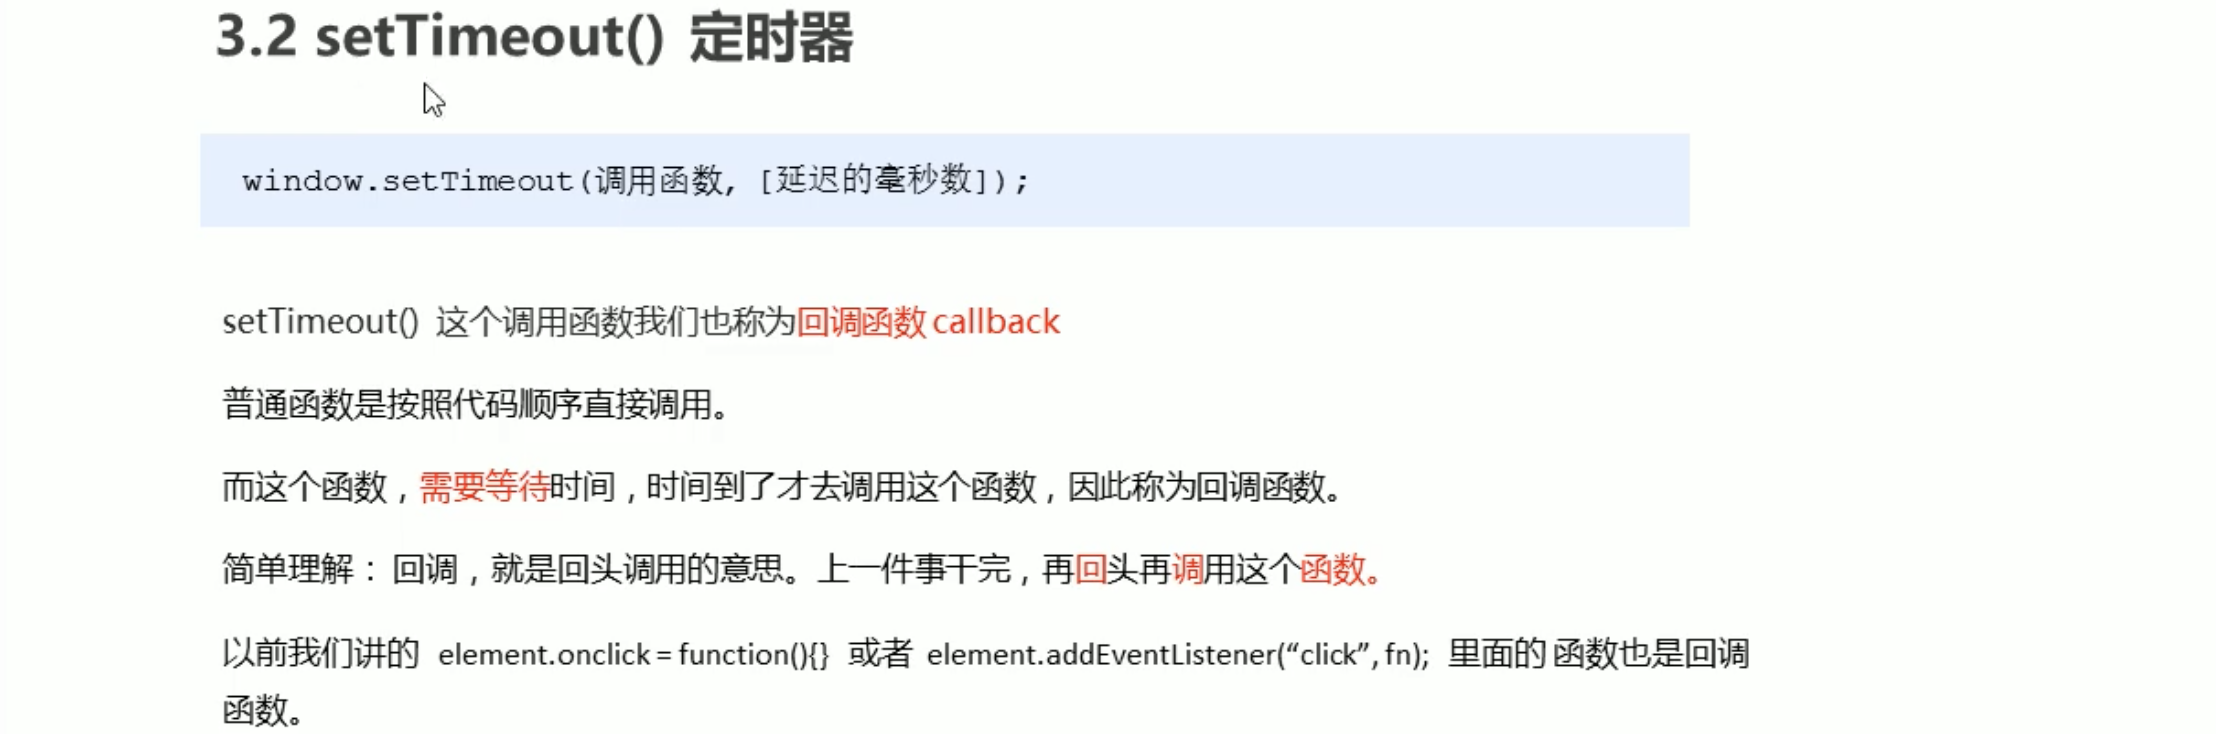 3.2 setTimeout() 定时器
window.setTimeout(调用函数, [延迟的毫秒数]);
setTimeout() 这个调用函数我们也称为回调函数 callback
普通函数是按照代码顺序直接调用。
而这个函数，需要等待时间，时间到了才去调用这个函数，因此称为回调函数。
简单理解：回调，就是回头调用的意思。上一件事干完，再回头再调用这个函数。
以前我们讲的 element.onclick = function(){} 或者 element.addEventListener(“click”, fn); 里面的 函数也是回调
函数。